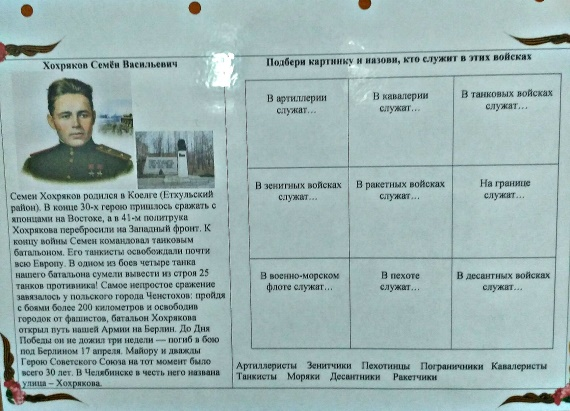 Хохряков Семён Васильевич
Семен Хохряков родился в Коелге (Еткульский
район). В конце 30-х герою пришлось сражать с
японцами на Востоке, а в 41-м политрука
Хохрякова перебросили на Западный фронт. К
концу войны Семен командовал танковым
батальоном. Его танкисты освобождали почти
всю Европу. В одном из боев четыре танка
нашего батальона сумели вывести из строя 25
танков противника! Самое непростое сражение
завязалось у польского города Ченстохов: пройдя
с боями более 200 километров и освободив
городок от фашистов, батальон Хохрякова
открыл путь нашей Армии на Берлин. До Дня
Победы он не дожил три недели — погиб в бою
под Берлином 17 апреля. Майору и дважды
Герою Советского Союза на тот момент было
всего 30 лет. В Челябинске в честь него названа
улица – Хохрякова.
Подбери картинку и назови, кто служит в этих войсках
В артиллерии
служат…
В кавалерии
служат…
В танковых войсках
служат…
В зенитных войсках
служат…
В ракетных войсках
служат…
На границе
служат…
В военно-морском
флоте служат…
В пехоте
служат…
В десантных войсках
служат…
Артиллеристы Зенитчики Пехотинцы Пограничники Кавалеристы
Танкисты Моряки Десантники Ракетчики